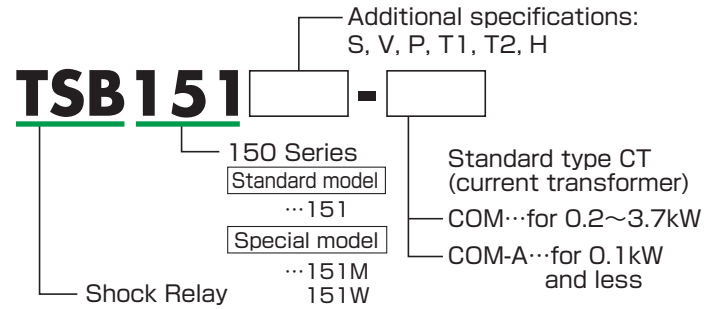 Additional specifications:
S, V, P, T1, T2, H
TSB151 -
150 Series
Standard model
…151
Special model
…151M
151W
Shock Relay
Standard type CT
(current transformer)
COM…for 0.2～3.7kW
COM-A…for 0.1kW
and less